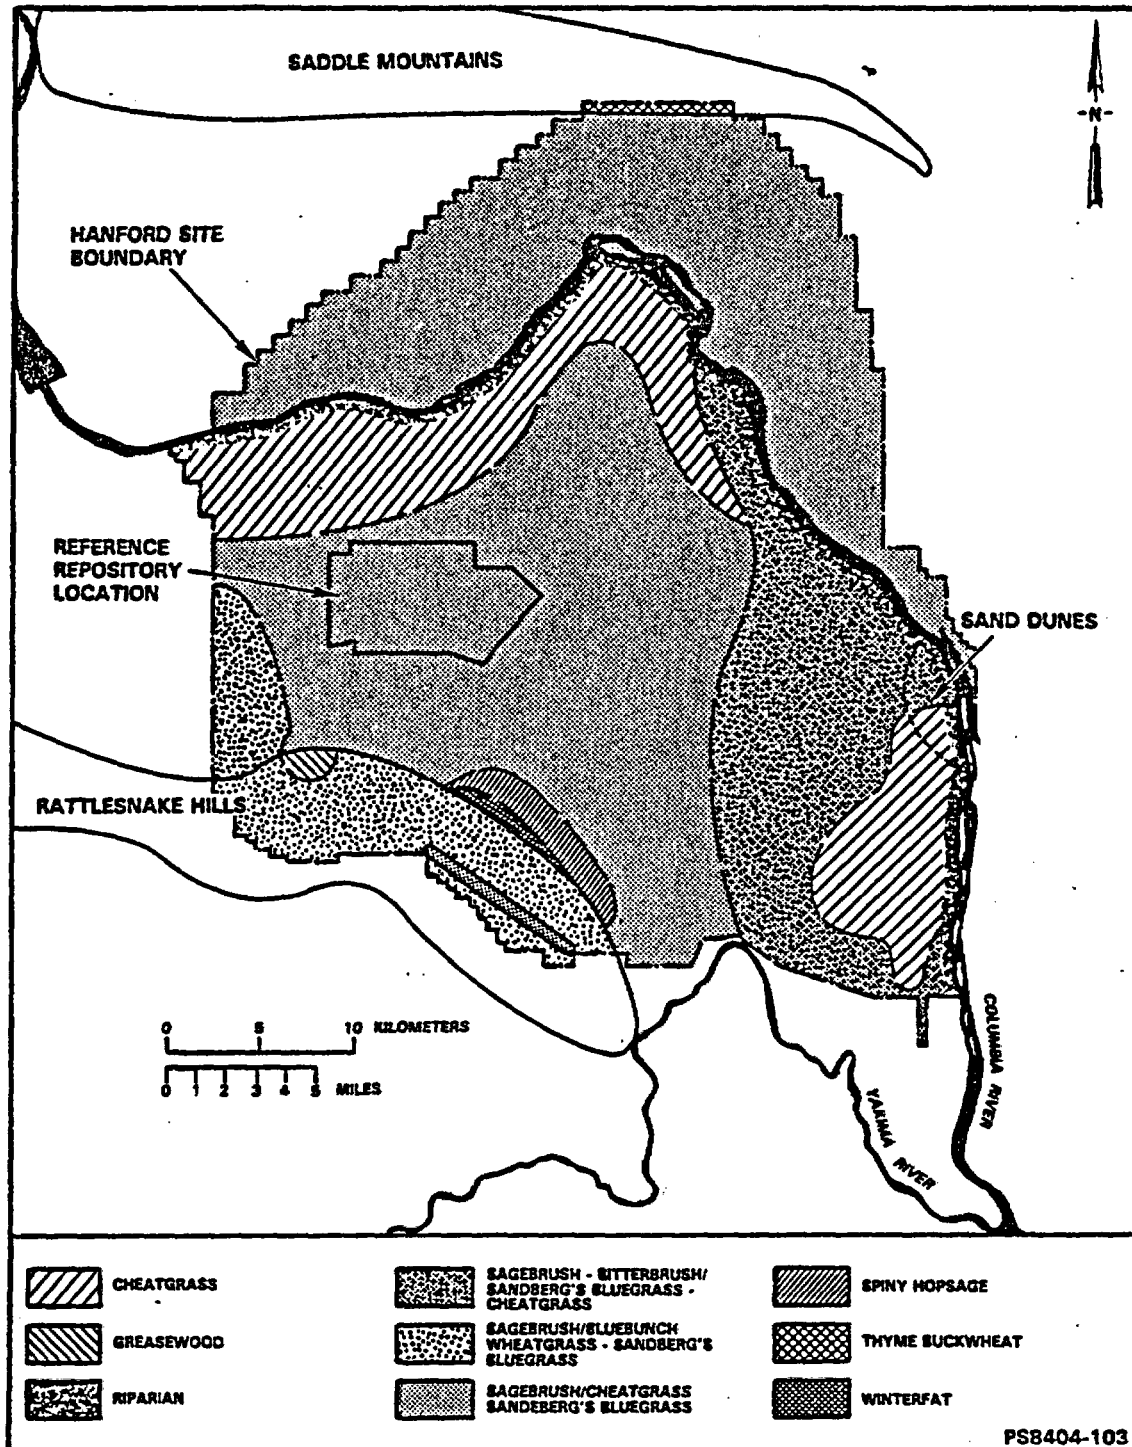 SADDLE MOUNTAINS
N
HANFORD SITE
BOUNDARY
REFERENCE
REPOSITORY
LOCATION
SAND DUNES
RATTLESNAKE HILLS
0 5 10 KILOMETERS
0 1 2 3 4 5 MILES
COLUMBIA RIVER
YAKIMA RIVER
CHEATGRASS
GREASEWOOD
RIPARIAN
SAGEBRUSH - BITTERBRUSH/
SANDBERG'S BLUEGRASS -
CHEATGRASS
SAGEBRUSH/BLUEBUNCH
WHEATGRASS - SANDBERG'S
BLUEGRASS
SAGEBRUSH/CHEATGRASS
SANDEBERG'S BLUEGRASS
SPINY HOPSAGE
THYME BUCKWHEAT
WINTERFAT
PS8404-103